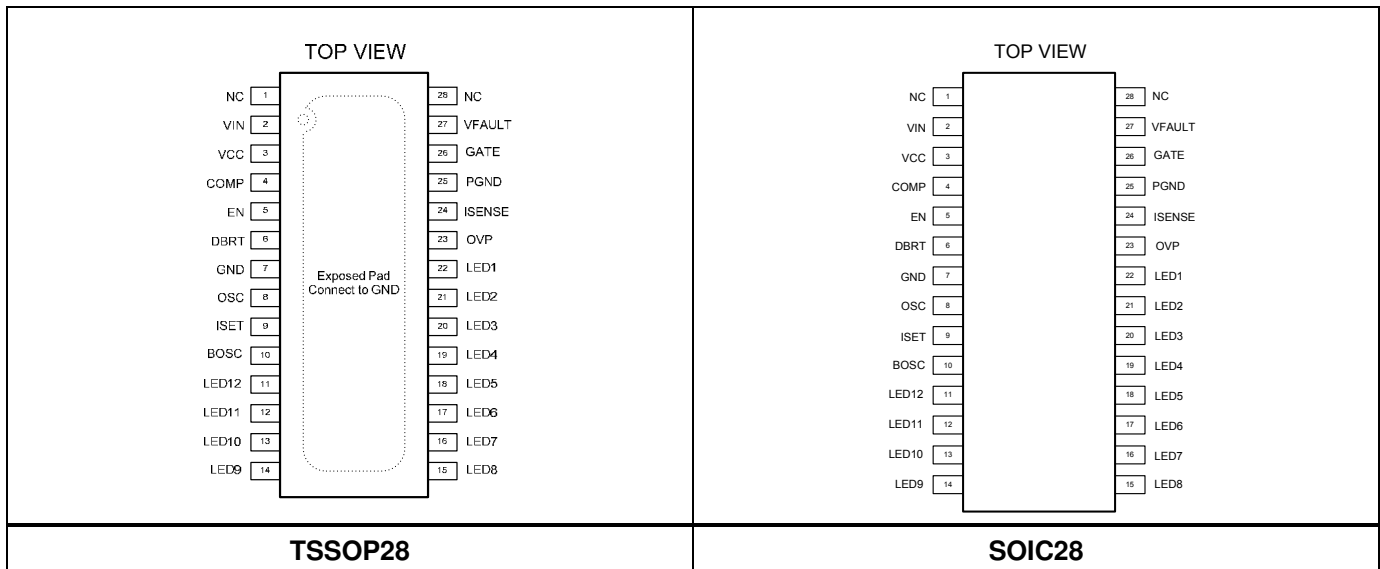 TOP VIEW
NC 1
VIN 2
VCC 3
COMP 4
EN 5
DBRT 6
GND 7
OSC 8
ISET 9
BOSC 10
LED12 11
LED11 12
LED10 13
LED9 14
Exposed Pad
Connect to GND
28 NC
27 VFAULT
26 GATE
25 PGND
24 ISENSE
23 OVP
22 LED1
21 LED2
20 LED3
19 LED4
18 LED5
17 LED6
16 LED7
15 LED8
TSSOP28
TOP VIEW
NC 1
VIN 2
VCC 3
COMP 4
EN 5
DBRT 6
GND 7
OSC 8
ISET 9
BOSC 10
LED12 11
LED11 12
LED10 13
LED9 14
28 NC
27 VFAULT
26 GATE
25 PGND
24 ISENSE
23 OVP
22 LED1
21 LED2
20 LED3
19 LED4
18 LED5
17 LED6
16 LED7
15 LED8
SOIC28